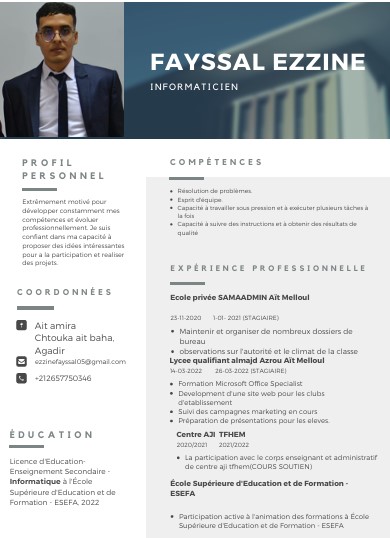 FAYSSAL EZZINE
INFORMATICIEN
PROFIL
PERSONNEL
Extrêmement motivé pour
développer constamment mes
compétences et évoluer
professionnellement. Je suis
confiant dans ma capacité à
proposer des idées intéressantes
pour a la participation et realiser
des projets.
COORDONNÉES
Ait amira
Chtouka ait baha,
Agadir
ezzinefayssal05@gmail.com
+212657750346
ÉDUCATION
Licence d'Education-
Enseignement Secondaire -
Informatique à l'École
Supérieure d'Education et de
Formation - ESEFA, 2022
COMPÉTENCES
Résolution de problèmes
Esprit d'équipe
Capacité à travailler sous pression et à exécuter plusieurs tâches à
la fois
Capacité à suivre des instructions et à obtenir des résultats de
qualité
EXPÉRIENCE PROFESSIONNELLE
Ecole privée SAMAADMIN Aït Melloul
23-11-2020 1-01- 2021 (STAGIAIRE)
Maintenir et organiser de nombreux dossiers de
bureau
observations sur l'autorité et le climat de la classe
Lycee qualifiant almajd Azrou Aït Melloul
14-03-2022 26-03-2022 (STAGIAIRE)
Formation Microsoft Office Specialist
Development d'une site web pour les clubs
d'etablissement
Suivi des campagnes marketing en cours
Préparation de présentations pour les eleves.
Centre AJI TFHEM
2020/2021 2021/2022
La participation avec le corps enseignant et administratif
de centre aji tfhem(COURS SOUTIEN)
École Supérieure d'Education et de Formation -
ESEFA
Participation active à l'animation des formations à École
Supérieure d'Education et de Formation - ESEFA